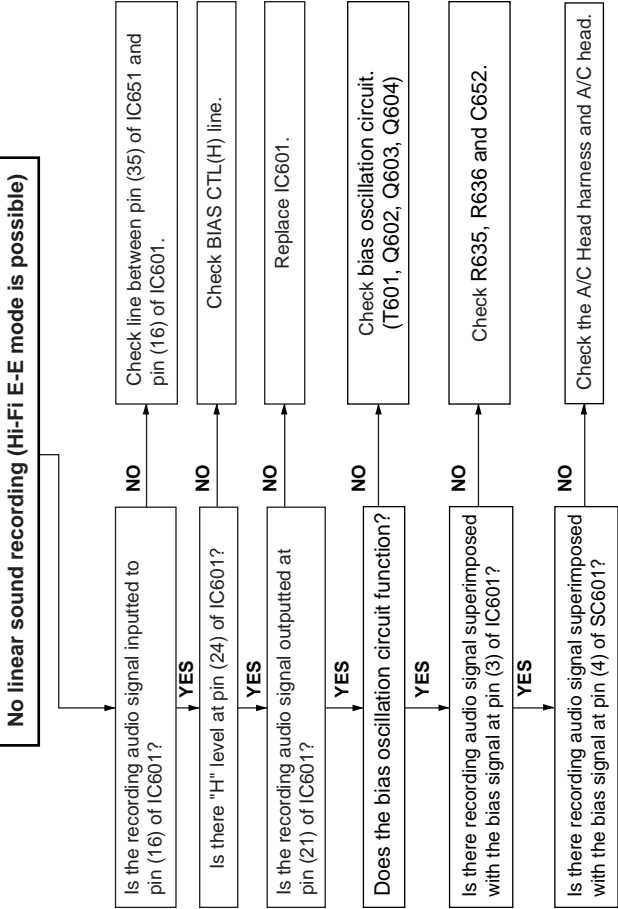 No linear sound recording (Hi-Fi E-E mode is possible)
Is the recording audio signal inputted to
pin (16) of IC601?
NO
Check line between pin (35) of IC651 and
pin (16) of IC601.
YES
Is there "H" level at pin (24) of IC601?
NO
Check BIAS CTL(H) line.
YES
Is the recording audio signal outputted at
pin (21) of IC601?
NO
Replace IC601.
YES
Does the bias oscillation circuit function?
NO
Check bias oscillation circuit.
(T601, Q602, Q603, Q604)
YES
Is there recording audio signal superimposed
with the bias signal at pin (3) of IC601?
NO
Check R635, R636 and C652.
YES
Is there recording audio signal superimposed
with the bias signal at pin (4) of SC601?
NO
Check the A/C Head harness and A/C head.